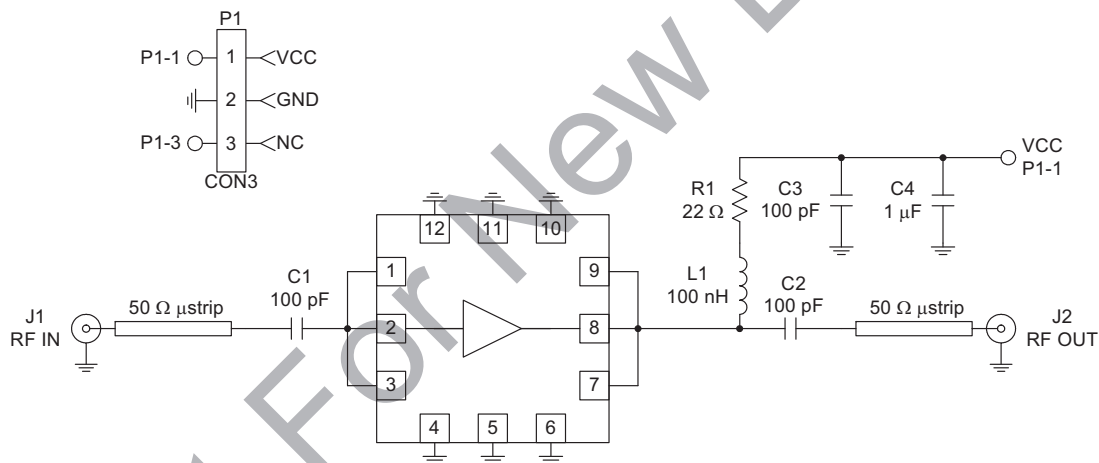 P1
P1-1 1 VCC
2 GND
P1-3 3 NC
CON3
VCC
P1-1
R1
22 Ω
C3
100 pF
C4
1 μF
12 11 10
1
2
3
9
8
7
4 5 6
L1
100 nH
C1
100 pF
C2
100 pF
J1
RF IN
50 Ω μstrip
50 Ω μstrip
J2
RF OUT
For New